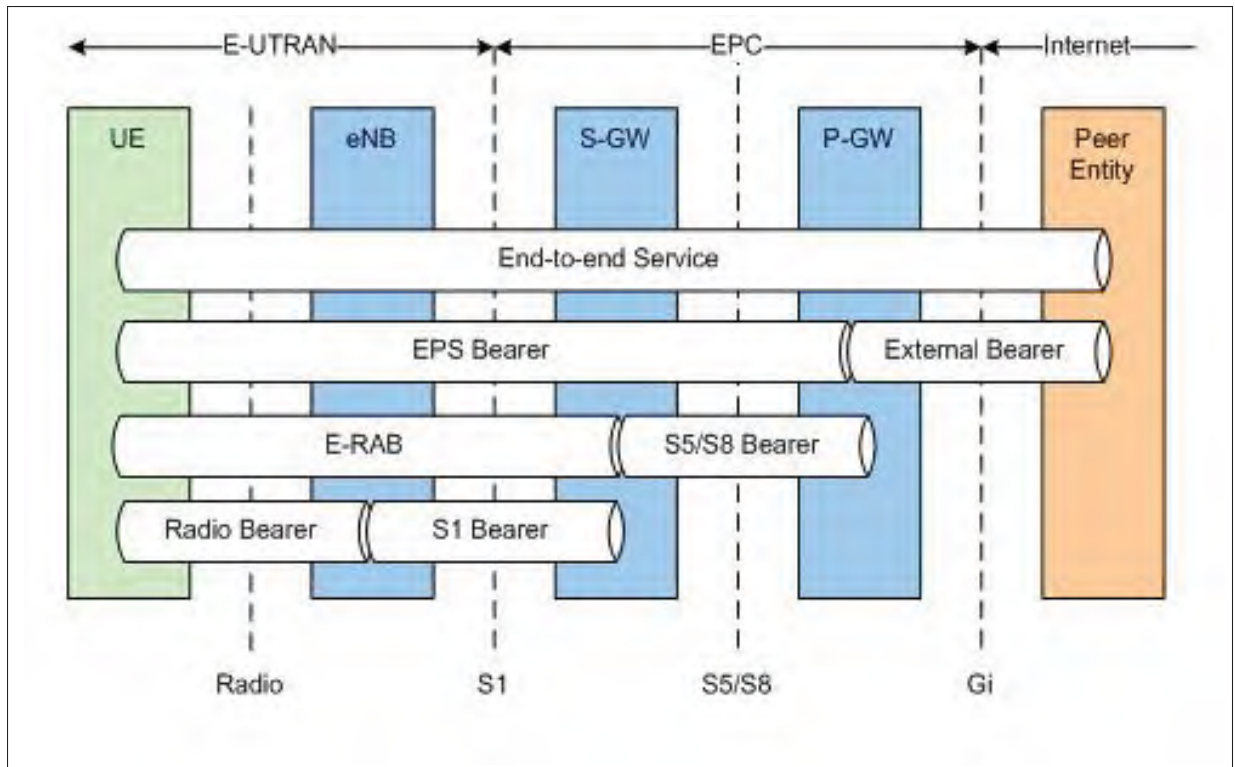 E-UTRAN EPC Internet
UE eNB S-GW P-GW Peer
Entity
End-to-end Service
EPS Bearer External Bearer
E-RAB S5/S8 Bearer
Radio Bearer S1 Bearer
Radio S1 S5/S8 Gi